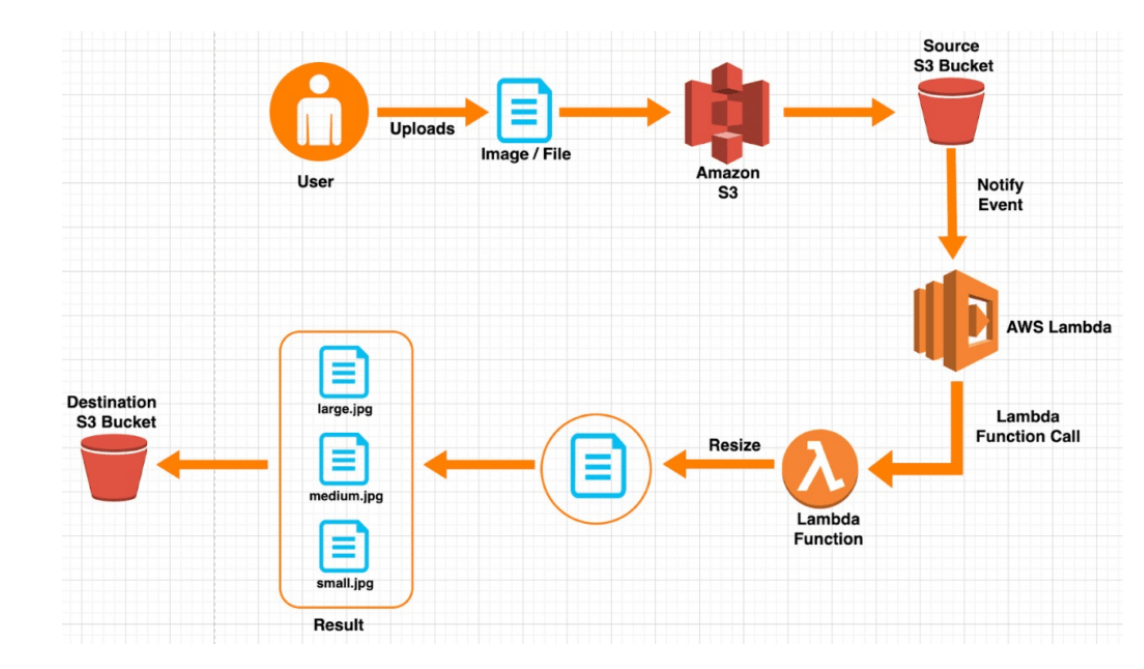 Source
S3 Bucket
Uploads
Image / File
User
Amazon
S3
Notify
Event
AWS Lambda
Lambda
Function Call
Lambda
Function
Resize
large.jpg
medium.jpg
small.jpg
Result
Destination
S3 Bucket